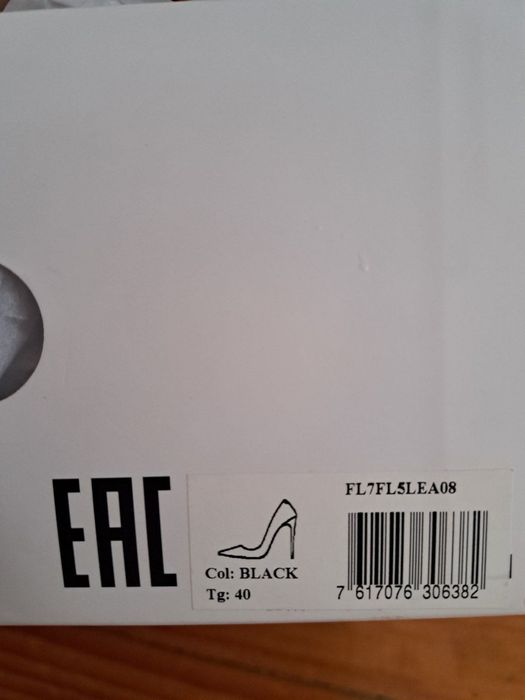 EAC
FL7FL5LEA08
Col: BLACK
Tg: 40
7 617076 306382